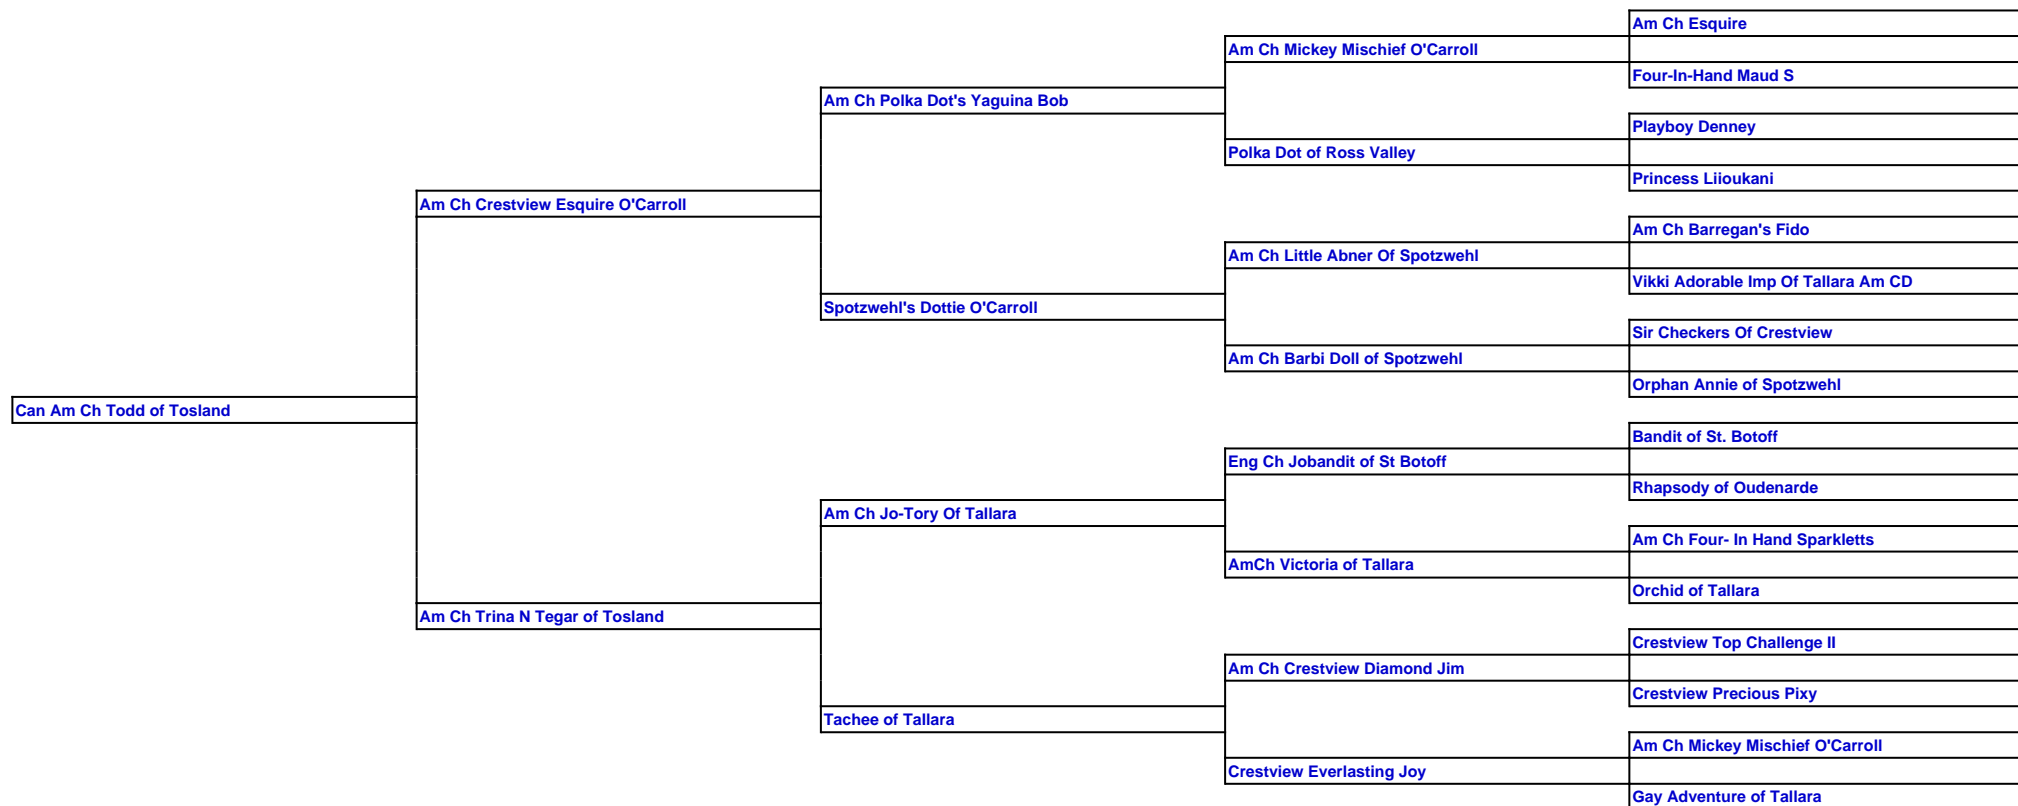 Am Ch Esquire
Am Ch Mickey Mischief O'Carroll
Four-In-Hand Maud S
Am Ch Polka Dot's Yaguina Bob
Playboy Denney
Polka Dot of Ross Valley
Princess Liioukani
Am Ch Crestview Esquire O'Carroll
Am Ch Barregan's Fido
Am Ch Little Abner Of Spotzwehl
Vikki Adorable Imp Of Tallara Am CD
Spotzwehl's Dottie O'Carroll
Sir Checkers Of Crestview
Am Ch Barbi Doll of Spotzwehl
Orphan Annie of Spotzwehl
Can Am Ch Todd of Tosland
Bandit of St. Botoff
Eng Ch Jobandit of St Botoff
Rhapsody of Oudenarde
Am Ch Jo-Tory Of Tallara
Am Ch Four- In Hand Sparkletts
AmCh Victoria of Tallara
Orchid of Tallara
Am Ch Trina N Tegar of Tosland
Crestview Top Challenge II
Am Ch Crestview Diamond Jim
Crestview Precious Pixy
Tachee of Tallara
Am Ch Mickey Mischief O'Carroll
Crestview Everlasting Joy
Gay Adventure of Tallara